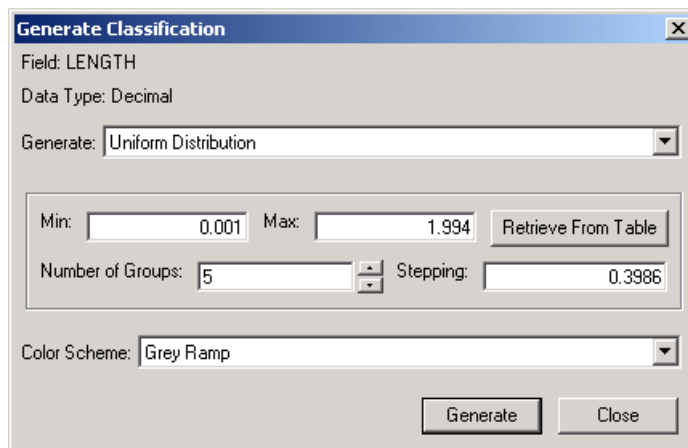 Generate Classification
Field: LENGTH
Data Type: Decimal
Generate: Uniform Distribution
Min: 0.001 Max: 1.994 Retrieve From Table
Number of Groups: 5 Stepping: 0.3986
Color Scheme: Grey Ramp
Generate Close